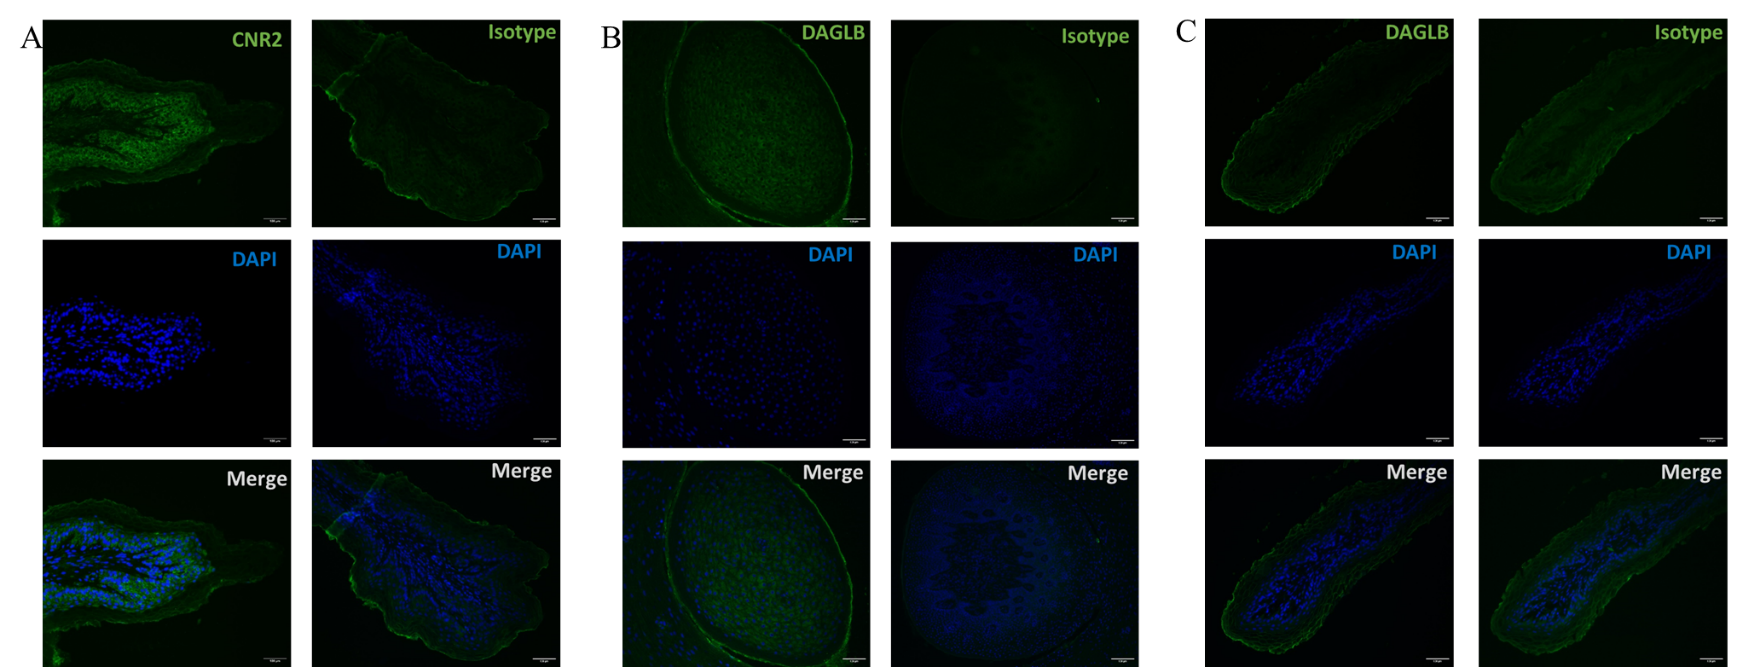 A
CNR2
Isotype
B
DAGLB
Isotype
C
DAGLB
Isotype
DAPI
DAPI
DAPI
DAPI
DAPI
DAPI
Merge
Merge
Merge
Merge
Merge
Merge